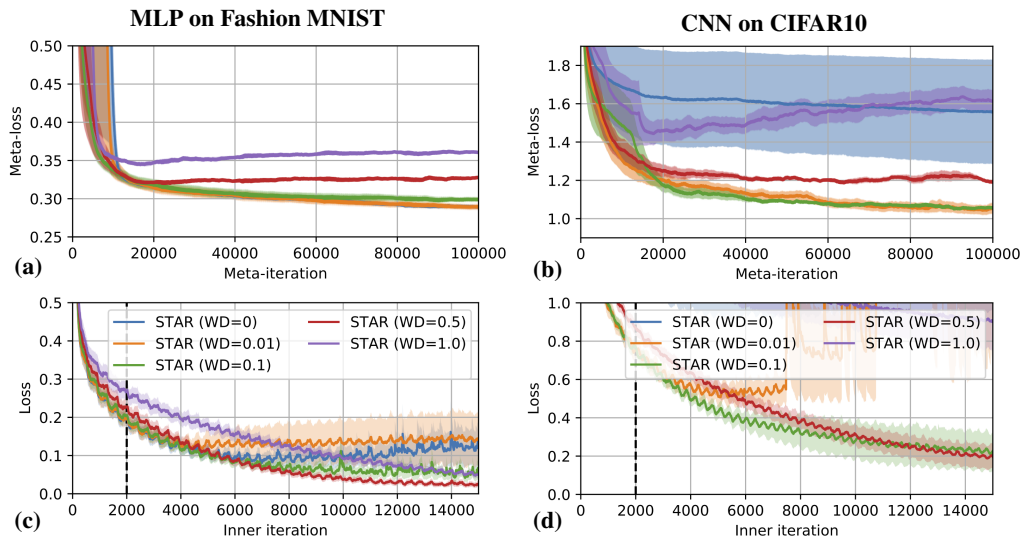 MLP on Fashion MNIST
CNN on CIFAR10
0.50
0.45
0.40
0.35
0.30
0.25
Meta-loss
0 20000 40000 60000 80000 100000
Meta-iteration
(a)
1.8
1.6
1.4
1.2
1.0
Meta-loss
0 20000 40000 60000 80000 100000
Meta-iteration
(b)
0.5
0.4
0.3
0.2
0.1
0.0
Loss
STAR (WD=0)
STAR (WD=0.01)
STAR (WD=0.1)
STAR (WD=0.5)
STAR (WD=1.0)
0 2000 4000 6000 8000 10000 12000 14000
Inner iteration
(c)
1.0
0.8
0.6
0.4
0.2
0.0
Loss
STAR (WD=0)
STAR (WD=0.01)
STAR (WD=0.1)
STAR (WD=0.5)
STAR (WD=1.0)
0 2000 4000 6000 8000 10000 12000 14000
Inner iteration
(d)